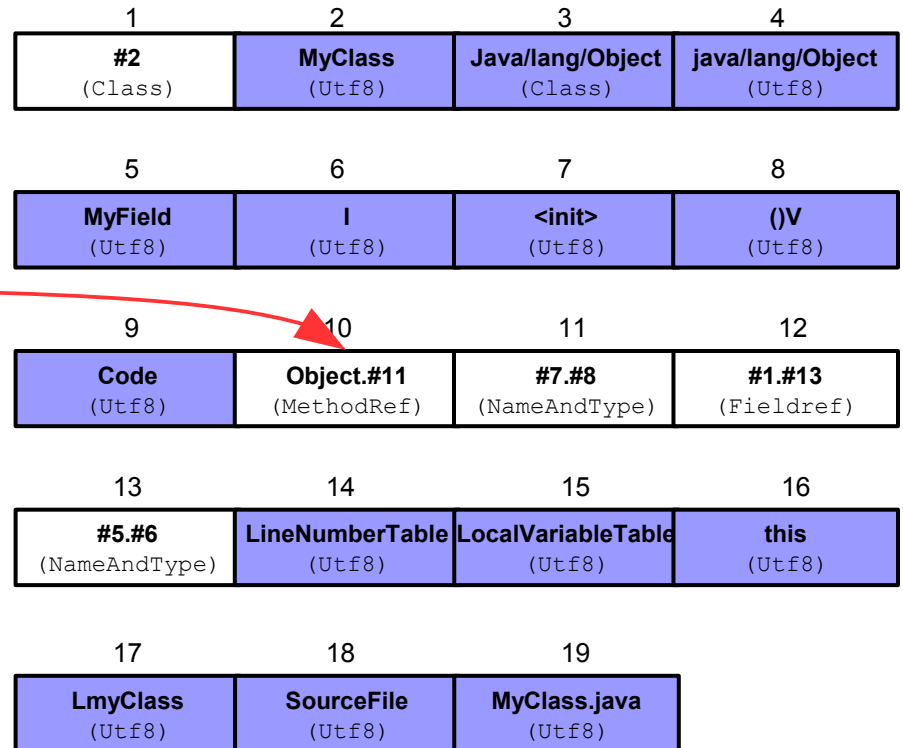 1 2 3 4
#2 MyClass Java/lang/Object java/lang/Object
(Class) (Utf8) (Class) (Utf8)
5 6 7 8
MyField I <init> ()V
(Utf8) (Utf8) (Utf8) (Utf8)
9 10 11 12
Code Object.#11 #7.#8 #1.#13
(Utf8) (MethodRef) (NameAndType) (Fieldref)
13 14 15 16
#5.#6 LineNumberTable LocalVariableTable this
(NameAndType) (Utf8) (Utf8) (Utf8)
17 18 19
LmyClass SourceFile MyClass.java
(Utf8) (Utf8) (Utf8)